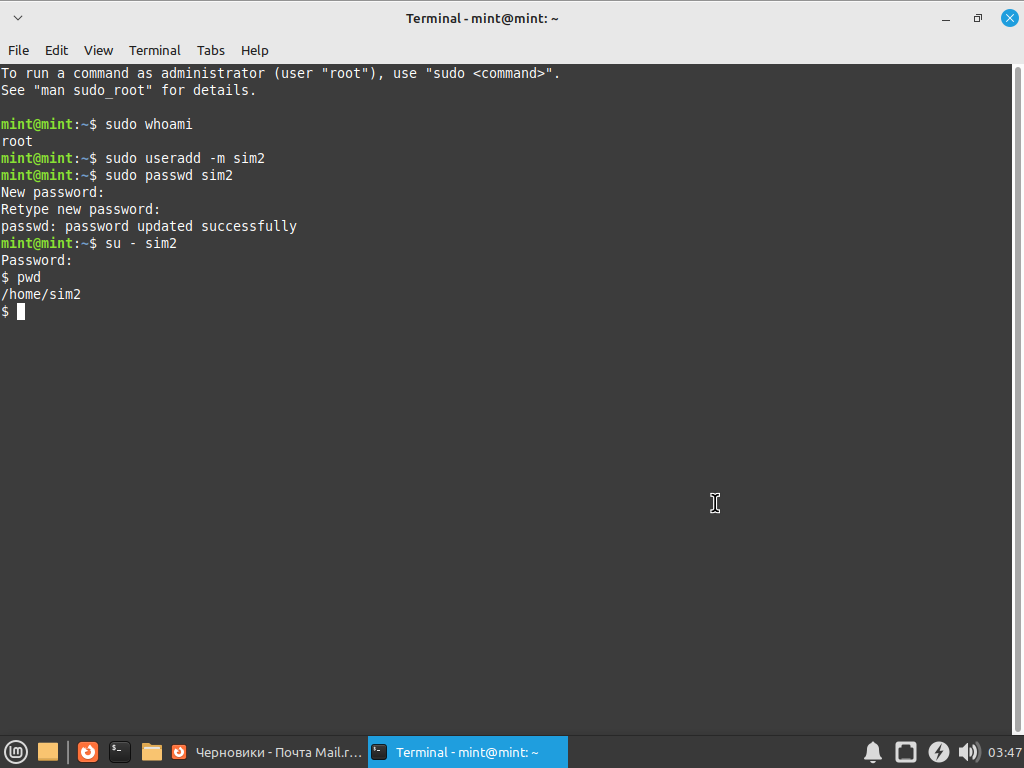 Terminal - mint@mint: ~
File Edit View Terminal Tabs Help
To run a command as administrator (user "root"), use "sudo <command>".
See "man sudo_root" for details.
mint@mint:~$ sudo whoami
root
mint@mint:~$ sudo useradd -m sim2
mint@mint:~$ sudo passwd sim2
New password:
Retype new password:
passwd: password updated successfully
mint@mint:~$ su - sim2
Password:
$ pwd
/home/sim2
$
Черновики - Почта Mail.r... Terminal - mint@mint: ~ 03:47